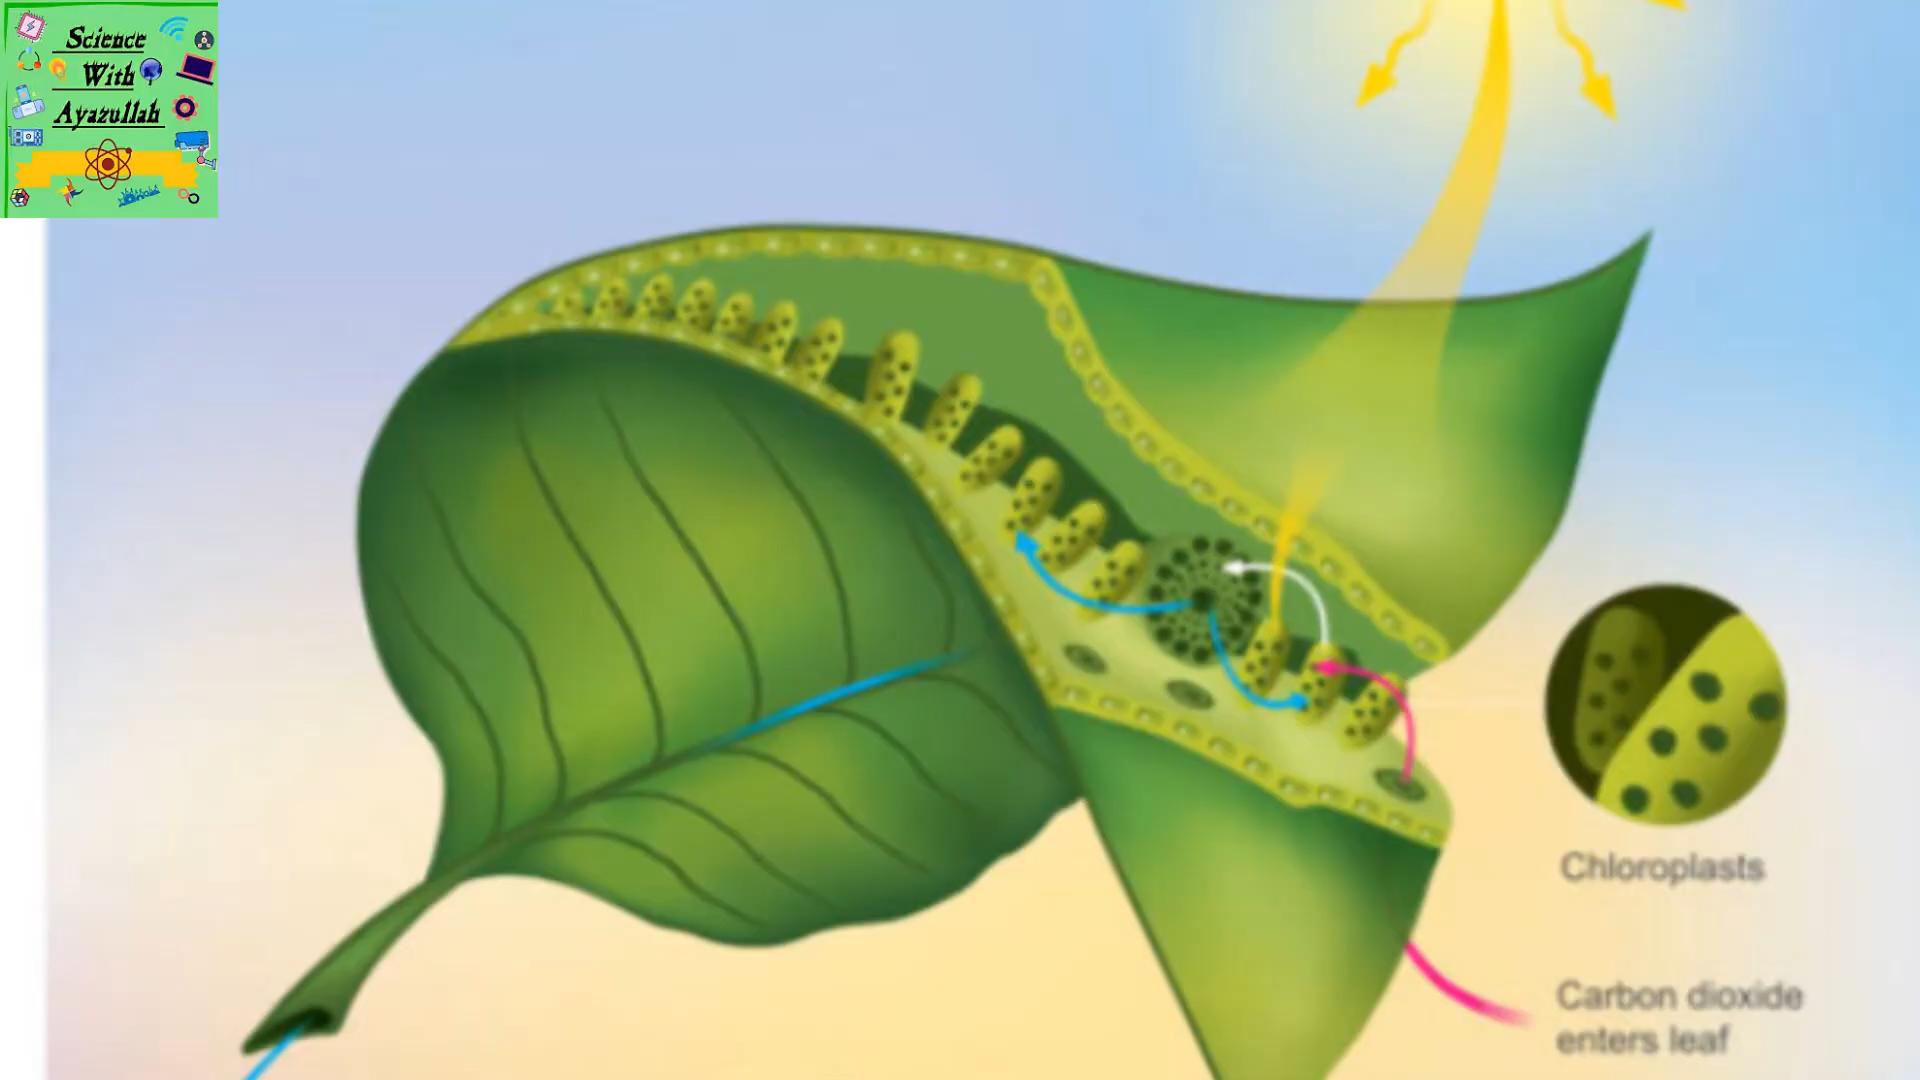 Science
With
Ayazullah
Chloroplasts
Carbon dioxide
enters leaf